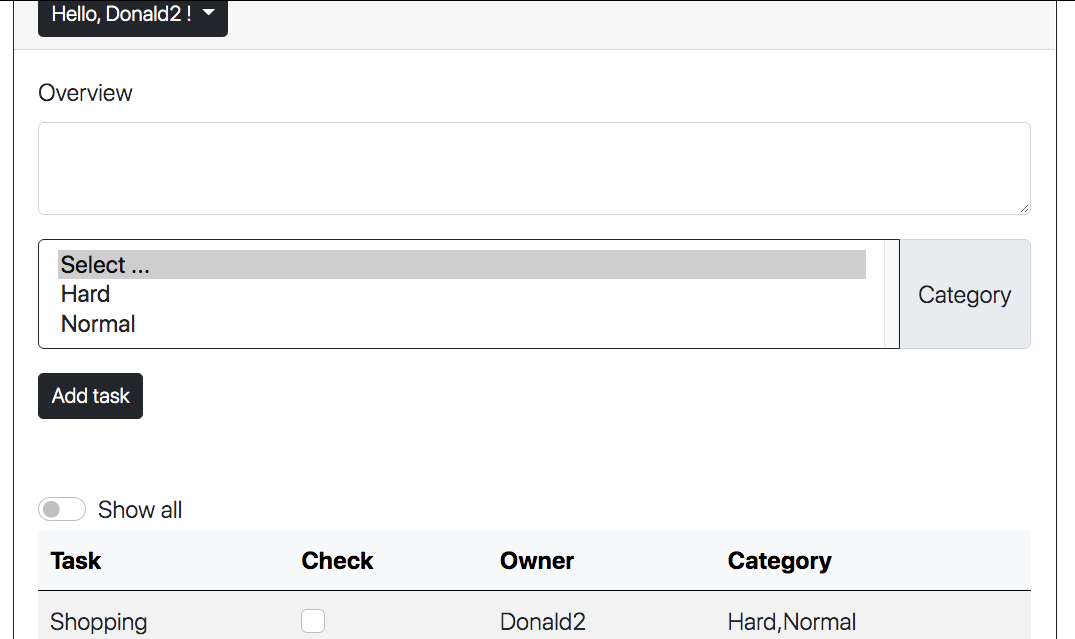 Hello, Donald2 !
Overview
Select ...
Hard
Normal
Category
Add task
Show all
Task Check Owner Category
Shopping Donald2 Hard,Normal